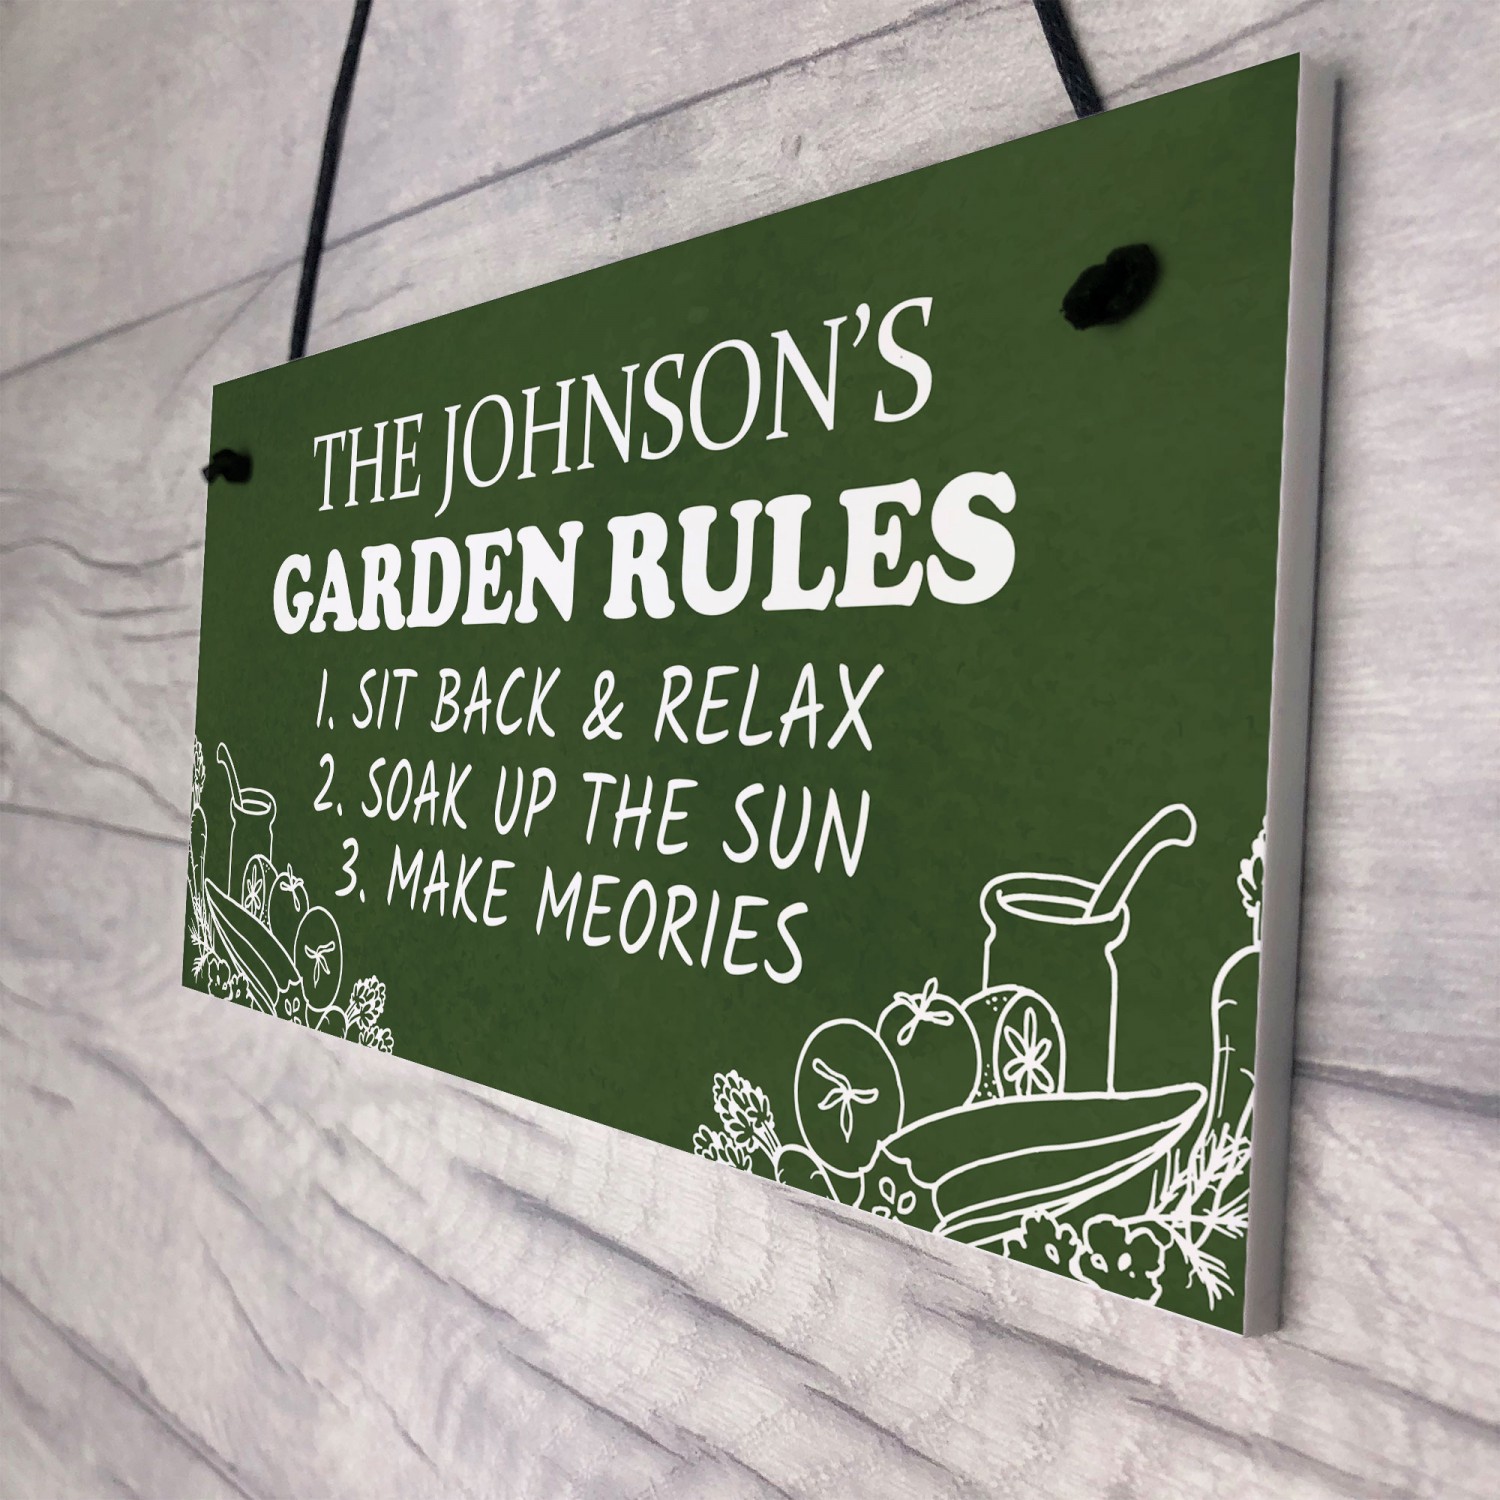 THE JOHNSON'S
GARDEN RULES
1. SIT BACK & RELAX
2. SOAK UP THE SUN
3. MAKE MEORIES